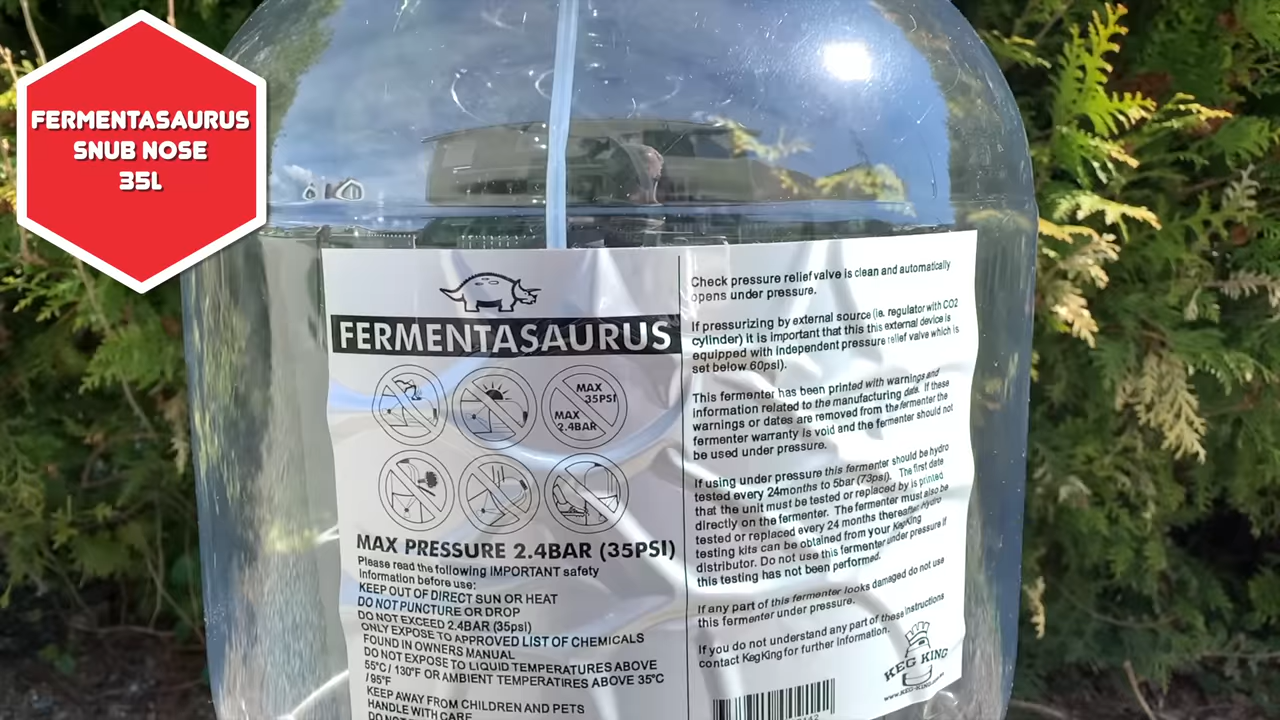 FERMENTASAURUS
SNUB NOSE
35L
FERMENTASAURUS
MAX
35PSI
MAX
2.4BAR
MAX PRESSURE 2.4BAR (35PSI)
Please read the following IMPORTANT safety
information before use:
KEEP OUT OF DIRECT SUN OR HEAT
DO NOT PUNCTURE OR DROP
DO NOT EXCEED 2.4BAR (35psi)
ONLY EXPOSE TO APPROVED LIST OF CHEMICALS
FOUND IN OWNERS MANUAL
DO NOT EXPOSE TO LIQUID TEMPERATURES ABOVE
55°C / 130°F OR AMBIENT TEMPERATIRES ABOVE 35°C
/ 95°F
KEEP AWAY FROM CHILDREN AND PETS
HANDLE WITH CARE
Check pressure relief valve is clean and automatically
opens under pressure.
If pressurizing by external source (ie. regulator with CO2
cylinder) it is important that this this external device is
equipped with independent pressure relief valve which is
set below 60psi).
This fermenter has been printed with warnings and
information related to the manufacturing data. If these
warnings or dates are removed from the fermenter the
fermenter warranty is void and the fermenter should not
be used under pressure.
If using under pressure this fermenter should be hydro
tested every 24months to 5bar (73psi). The first date
that the unit must be tested or replaced by is printed
directly on the fermenter. The fermenter must also be
tested or replaced every 24 months thereafter. Hydro
testing kits can be obtained from your KegKing
distributor. Do not use this fermenter under pressure if
this testing has not been performed.
If any part of this fermenter looks damaged do not use
this fermenter under pressure.
If you do not understand any part of these instructions
contact KegKing for further information.
KEG KING